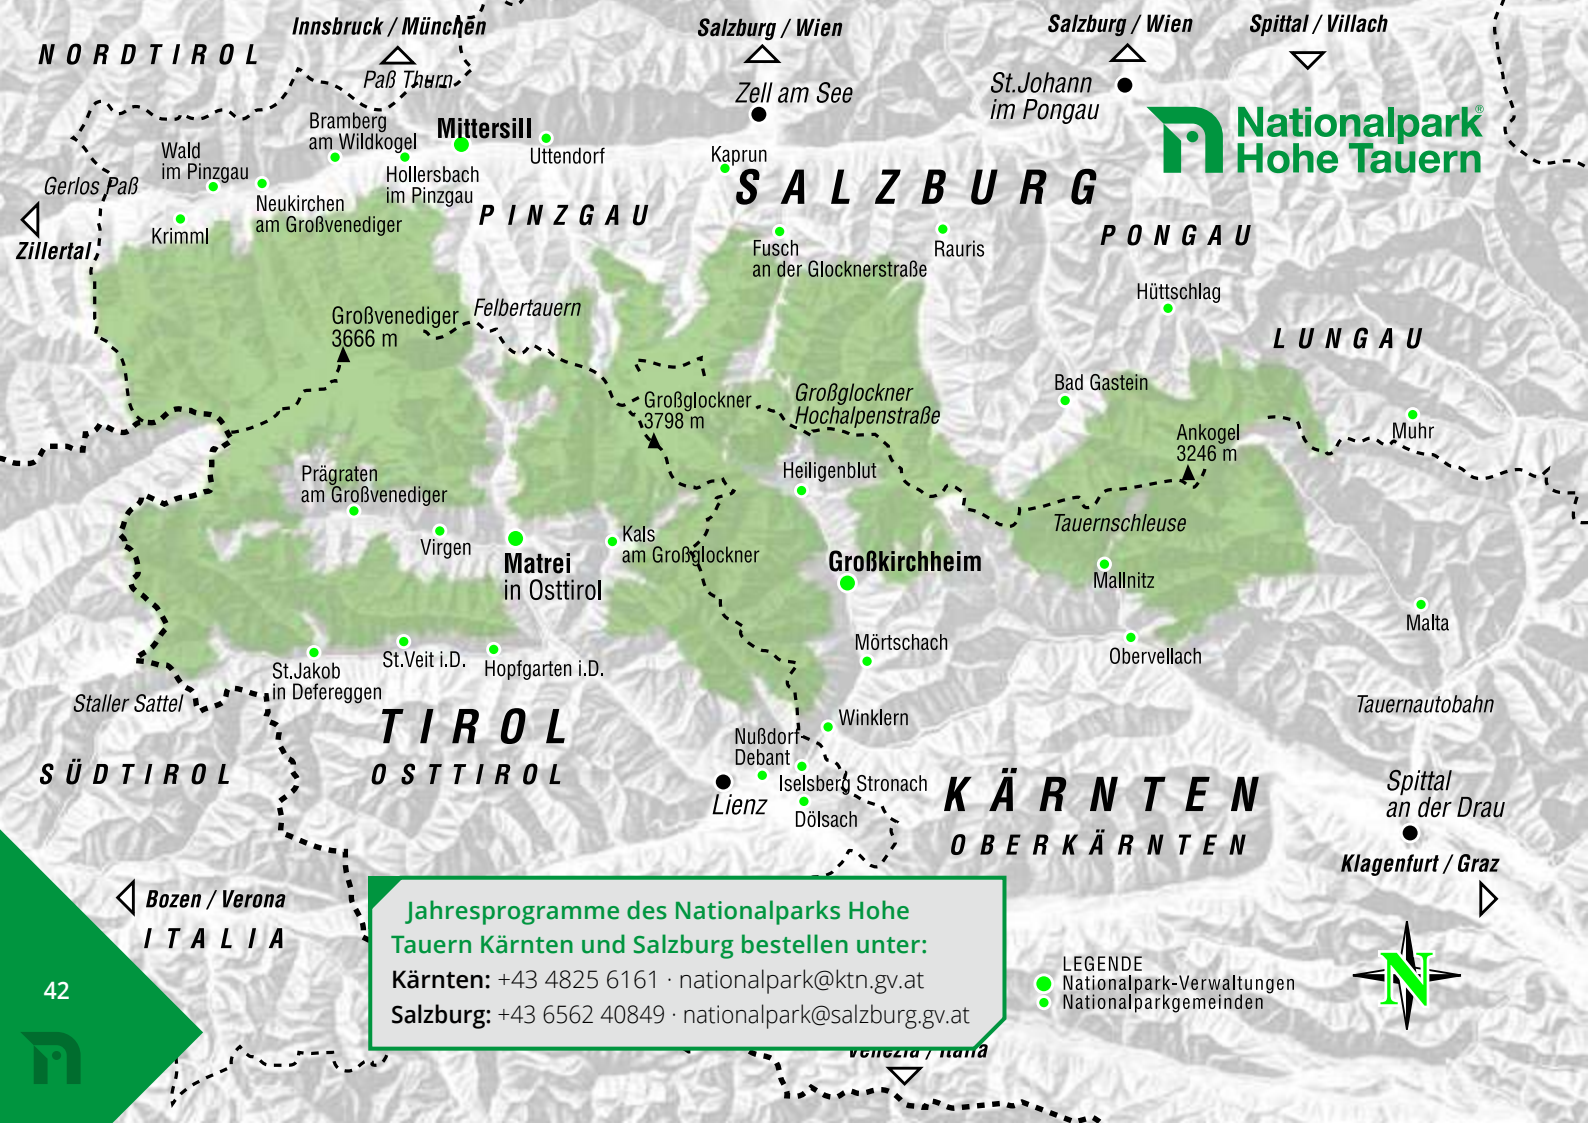 Innsbruck / München
Salzburg / Wien
Salzburg / Wien
Spittal / Villach
NORDTIROL
Paß Thurn
Zell am See
St.Johann
im Pongau
Nationalpark®
Hohe Tauern
Bramberg
am Wildkogel
Mittersill
Uttendorf
Wald
im Pinzgau
Kaprun
Hollersbach
im Pinzgau
Gerlos Paß
SALZBURG
Neukirchen
am Großvenediger
PINZGAU
Krimml
Zillertal
Fusch
an der Glocknerstraße
Rauris
PONGAU
Hüttschlag
Großvenediger
3666 m
Felbertauern
LUNGAU
Bad Gastein
Großglockner
3798 m
Großglockner
Hochalpenstraße
Muhr
Ankogel
3246 m
Prägraten
am Großvenediger
Heiligenblut
Tauernschleuse
Virgen
Kals
am Großglockner
Matrei
in Osttirol
Großkirchheim
Mallnitz
Malta
Mörtschach
Obervellach
St.Jakob
in Defereggen
St.Veit i.D.
Hopfgarten i.D.
Staller Sattel
Tauernautobahn
TIROL
OSTTIROL
Winklern
Nußdorf
Debant
SÜDTIROL
Iselsberg Stronach
Lienz
Dölsach
KÄRNTEN
OBERKÄRNTEN
Spittal
an der Drau
Klagenfurt / Graz
Bozen / Verona
ITALIA
Jahresprogramme des Nationalparks Hohe
Tauern Kärnten und Salzburg bestellen unter:
Kärnten: +43 4825 6161 · nationalpark@ktn.gv.at
Salzburg: +43 6562 40849 · nationalpark@salzburg.gv.at
LEGENDE
Nationalpark-Verwaltungen
Nationalparkgemeinden
N
42
Venezia / Italia